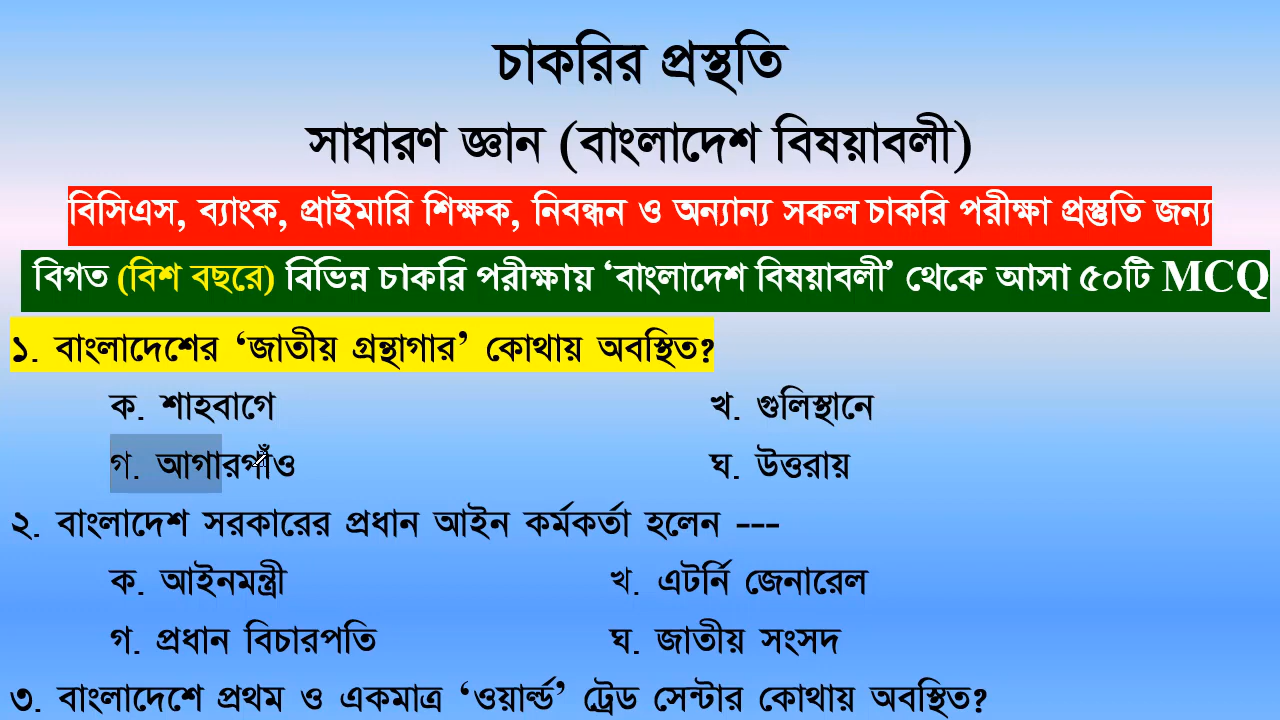 চাকরির প্রস্থতি
সাধারণ জ্ঞান (বাংলাদেশ বিষয়াবলী)
বিসিএস, ব্যাংক, প্রাইমারি শিক্ষক, নিবন্ধন ও অন্যান্য সকল চাকরি পরীক্ষা প্রস্তুতি জন্য
বিগত (বিশ বছরে) বিভিন্ন চাকরি পরীক্ষায় ‘বাংলাদেশ বিষয়াবলী’ থেকে আসা ৫০টি MCQ
১. বাংলাদেশের ‘জাতীয় গ্রন্থাগার’ কোথায় অবস্থিত?
ক. শাহবাগে খ. গুলিস্থানে
গ. আগারগাঁও ঘ. উত্তরায়
২. বাংলাদেশ সরকারের প্রধান আইন কর্মকর্তা হলেন ---
ক. আইনমন্ত্রী খ. এটর্নি জেনারেল
গ. প্রধান বিচারপতি ঘ. জাতীয় সংসদ
৩. বাংলাদেশে প্রথম ও একমাত্র ‘ওয়ার্ল্ড’ ট্রেড সেন্টার কোথায় অবস্থিত?